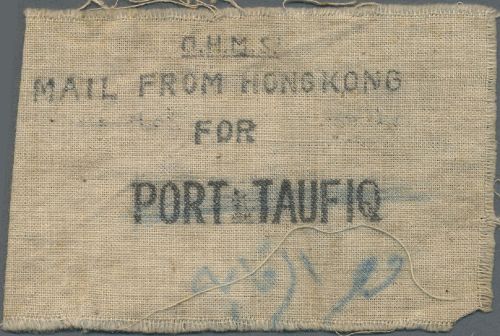 O.H.M.S.
MAIL FROM HONGKONG
FOR
PORT TAUFIQ